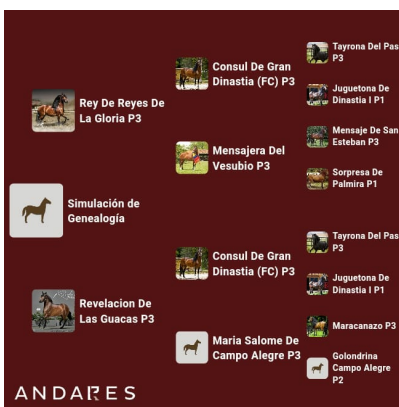 Tayrona Del Pas
P3
Consul De Gran
Dinastia (FC) P3
Juguetona De
Dinastia I P1
Rey De Reyes De
La Gloria P3
Mensaje De San
Esteban P3
Mensajera Del
Vesubio P3
Sorpresa De
Palmira P1
Simulación de
Genealogía
Tayrona Del Pas
P3
Consul De Gran
Dinastia (FC) P3
Juguetona De
Dinastia I P1
Revelacion De
Las Guacas P3
Maracanazo P3
Maria Salome De
Campo Alegre P3
Golondrina
Campo Alegre
P2
ANDARES